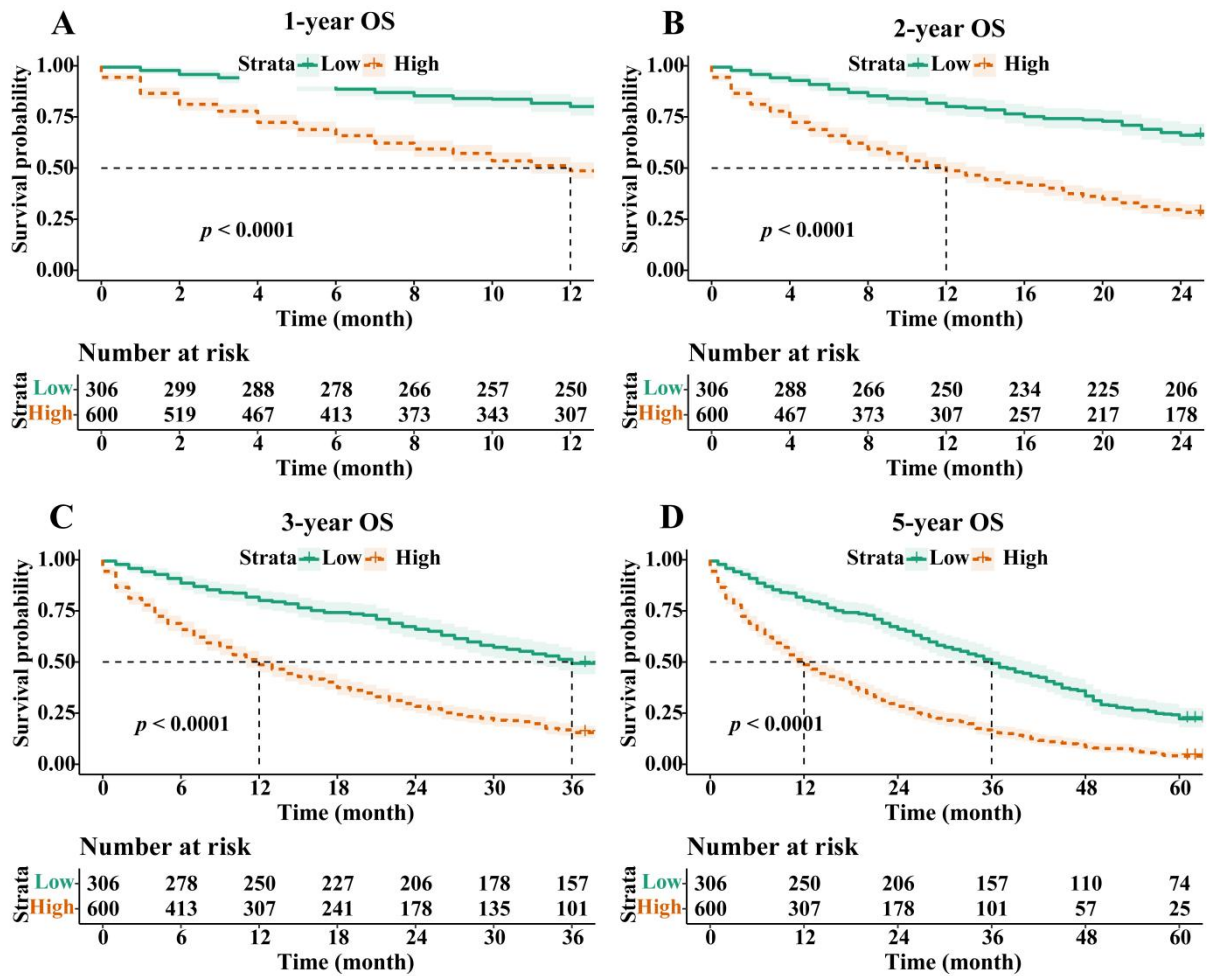 A
1-year OS
Strata Low High
Survival probability
1.00
0.75
0.50
0.25
0.00
p < 0.0001
0 2 4 6 8 10 12
Time (month)
Number at risk
Strata
Low 306 299 288 278 266 257 250
High 600 519 467 413 373 343 307
0 2 4 6 8 10 12
Time (month)
B
2-year OS
Strata Low High
Survival probability
1.00
0.75
0.50
0.25
0.00
p < 0.0001
0 4 8 12 16 20 24
Time (month)
Number at risk
Strata
Low 306 288 266 250 234 225 206
High 600 467 373 307 257 217 178
0 4 8 12 16 20 24
Time (month)
C
3-year OS
Strata Low High
Survival probability
1.00
0.75
0.50
0.25
0.00
p < 0.0001
0 6 12 18 24 30 36
Time (month)
Number at risk
Strata
Low 306 278 250 227 206 178 157
High 600 413 307 241 178 135 101
0 6 12 18 24 30 36
Time (month)
D
5-year OS
Strata Low High
Survival probability
1.00
0.75
0.50
0.25
0.00
p < 0.0001
0 12 24 36 48 60
Time (month)
Number at risk
Strata
Low 306 250 206 157 110 74
High 600 307 178 101 57 25
0 12 24 36 48 60
Time (month)